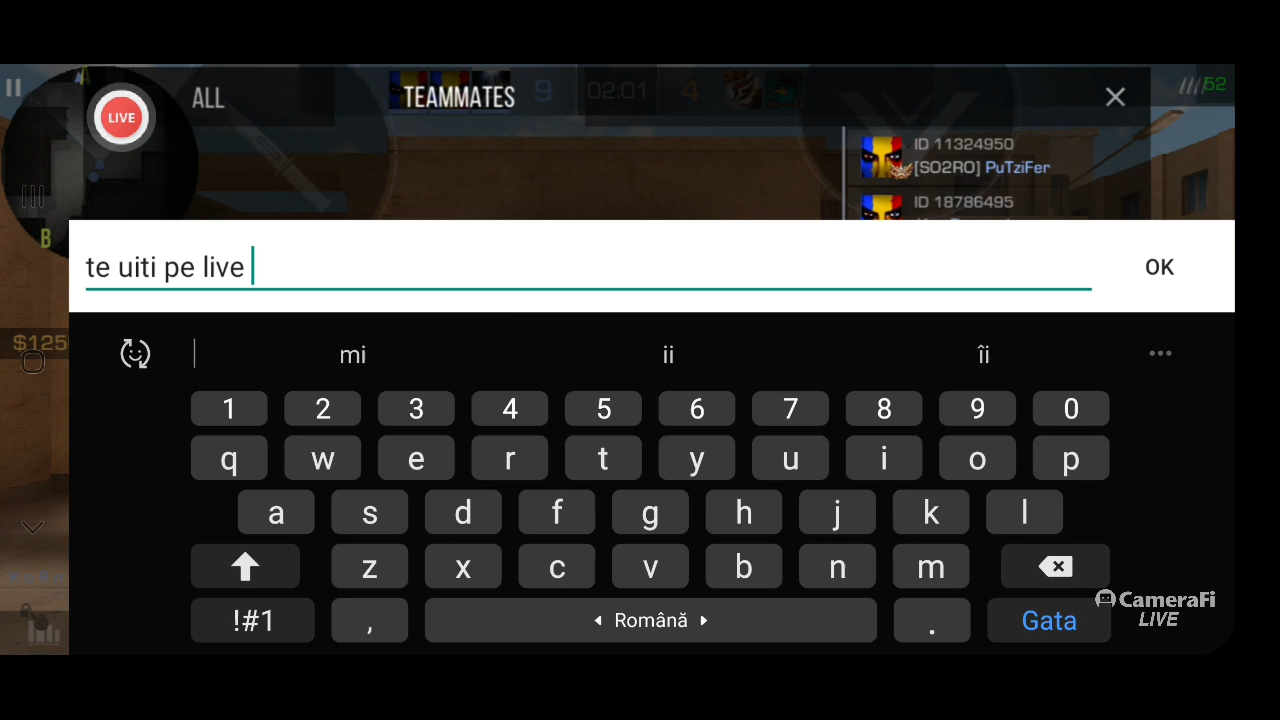 ALL
TEAMMATES
9
02:01
4
52
LIVE
ID 11324950
[SO2RO] PuTziFer
ID 18786495
B
te uiti pe live
OK
$125
mi
ii
îi
1 2 3 4 5 6 7 8 9 0
q w e r t y u i o p
a s d f g h j k l
z x c v b n m
!#1 , Română . Gata
CameraFi
LIVE